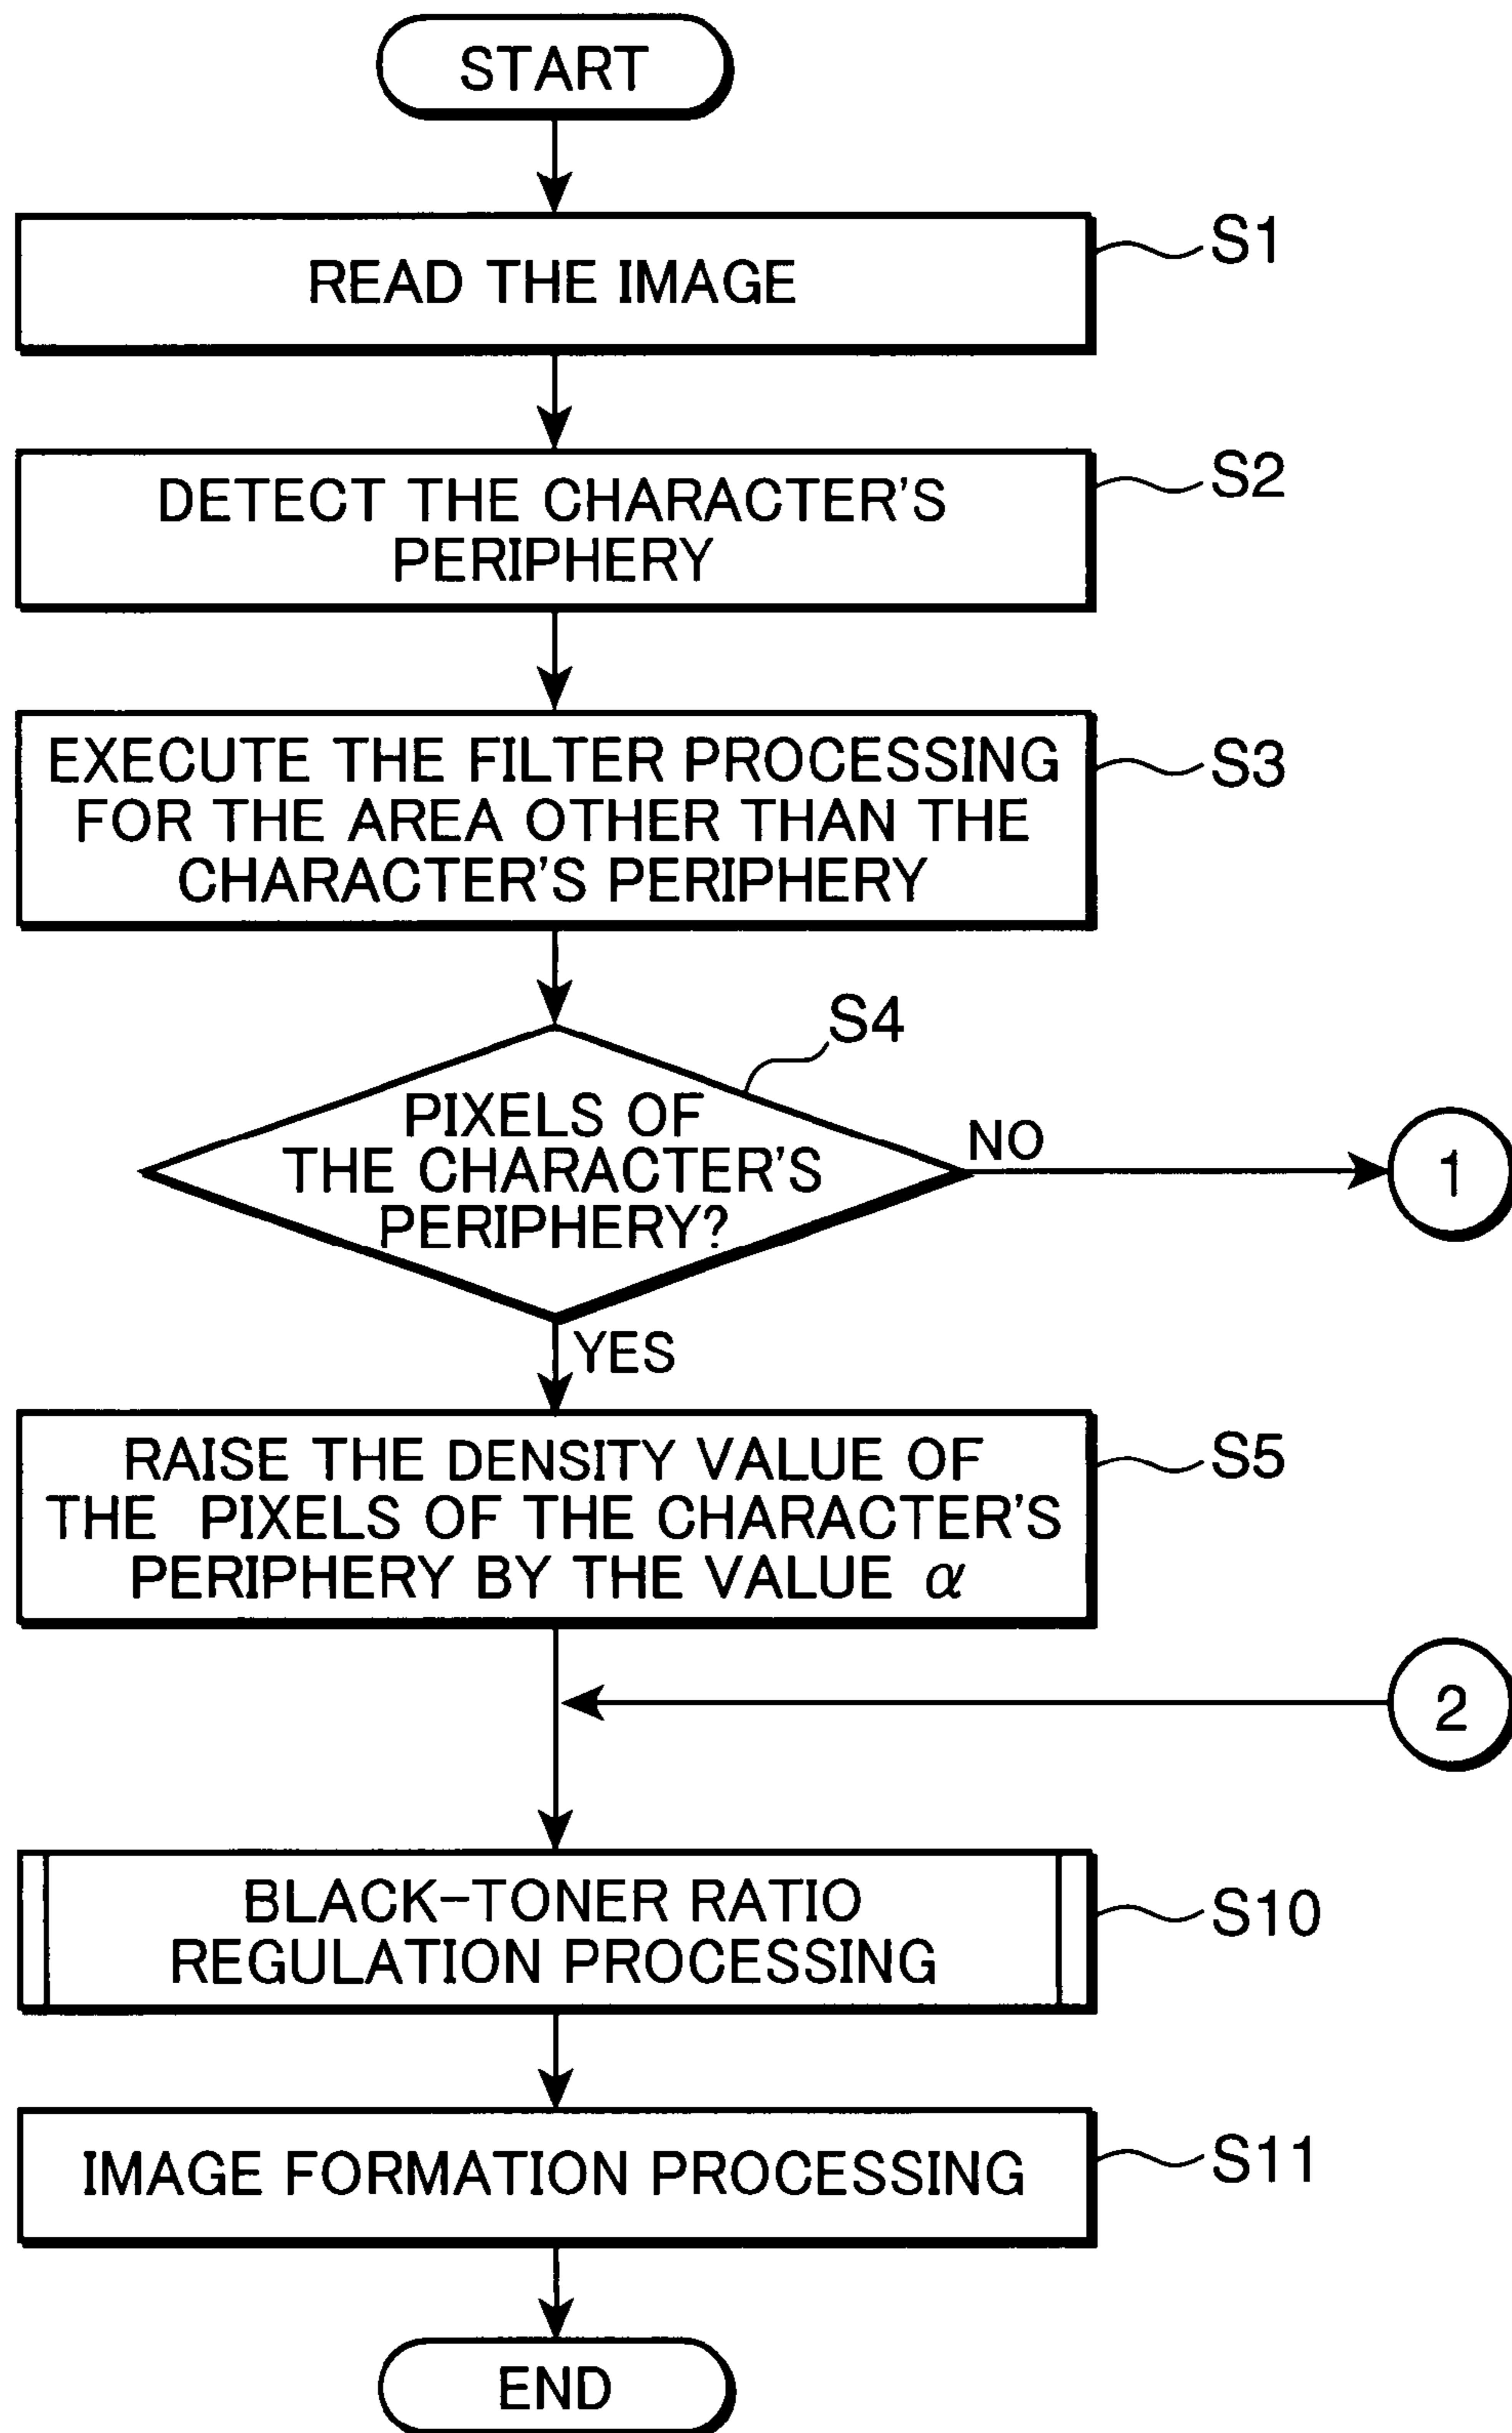 START
READ THE IMAGE
S1
DETECT THE CHARACTER'S
PERIPHERY
S2
EXECUTE THE FILTER PROCESSING
FOR THE AREA OTHER THAN THE
CHARACTER'S PERIPHERY
S3
S4
PIXELS OF
THE CHARACTER'S
PERIPHERY?
NO
1
YES
RAISE THE DENSITY VALUE OF
THE PIXELS OF THE CHARACTER'S
PERIPHERY BY THE VALUE α
S5
2
BLACK-TONER RATIO
REGULATION PROCESSING
S10
IMAGE FORMATION PROCESSING
S11
END